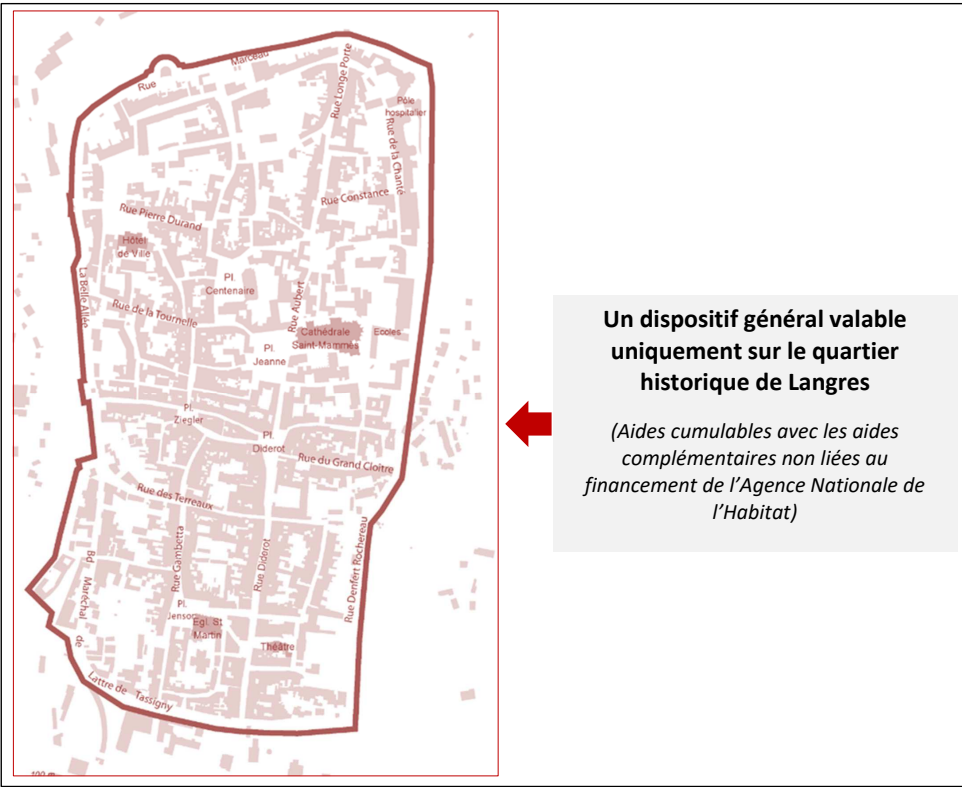 Rue Marceau
Rue Longe Porte
Pôle
hospitalier
Rue de la Charité
Rue Constance
Rue Pierre Durand
Hôtel
de Ville
La Belle Allée
Pl.
Centenaire
Rue de la Tournelle
Rue Aubert
Cathédrale
Saint-Mammès
Ecoles
Pl.
Jeanne
Pl.
Ziegler
Pl.
Diderot
Rue du Grand Cloitre
Rue des Terreaux
Rue Gambetta
Rue Diderot
Rue Denfert Rochereau
Bd Maréchal de
Lattre de Tassigny
Pl.
Jenson
Egl. St
Martin
Théâtre
Un dispositif général valable
uniquement sur le quartier
historique de Langres
(Aides cumulables avec les aides
complémentaires non liées au
financement de l'Agence Nationale de
l'Habitat)